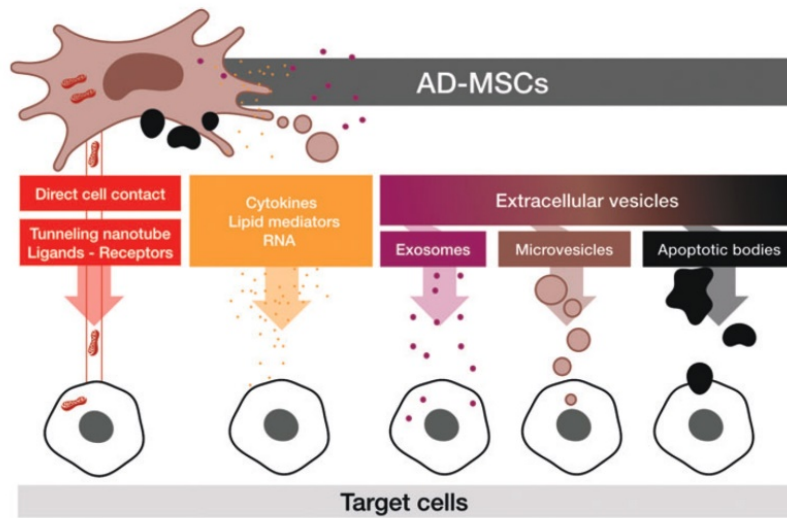 AD-MSCs
Direct cell contact
Tunneling nanotube
Ligands - Receptors
Cytokines
Lipid mediators
RNA
Extracellular vesicles
Exosomes
Microvesicles
Apoptotic bodies
Target cells